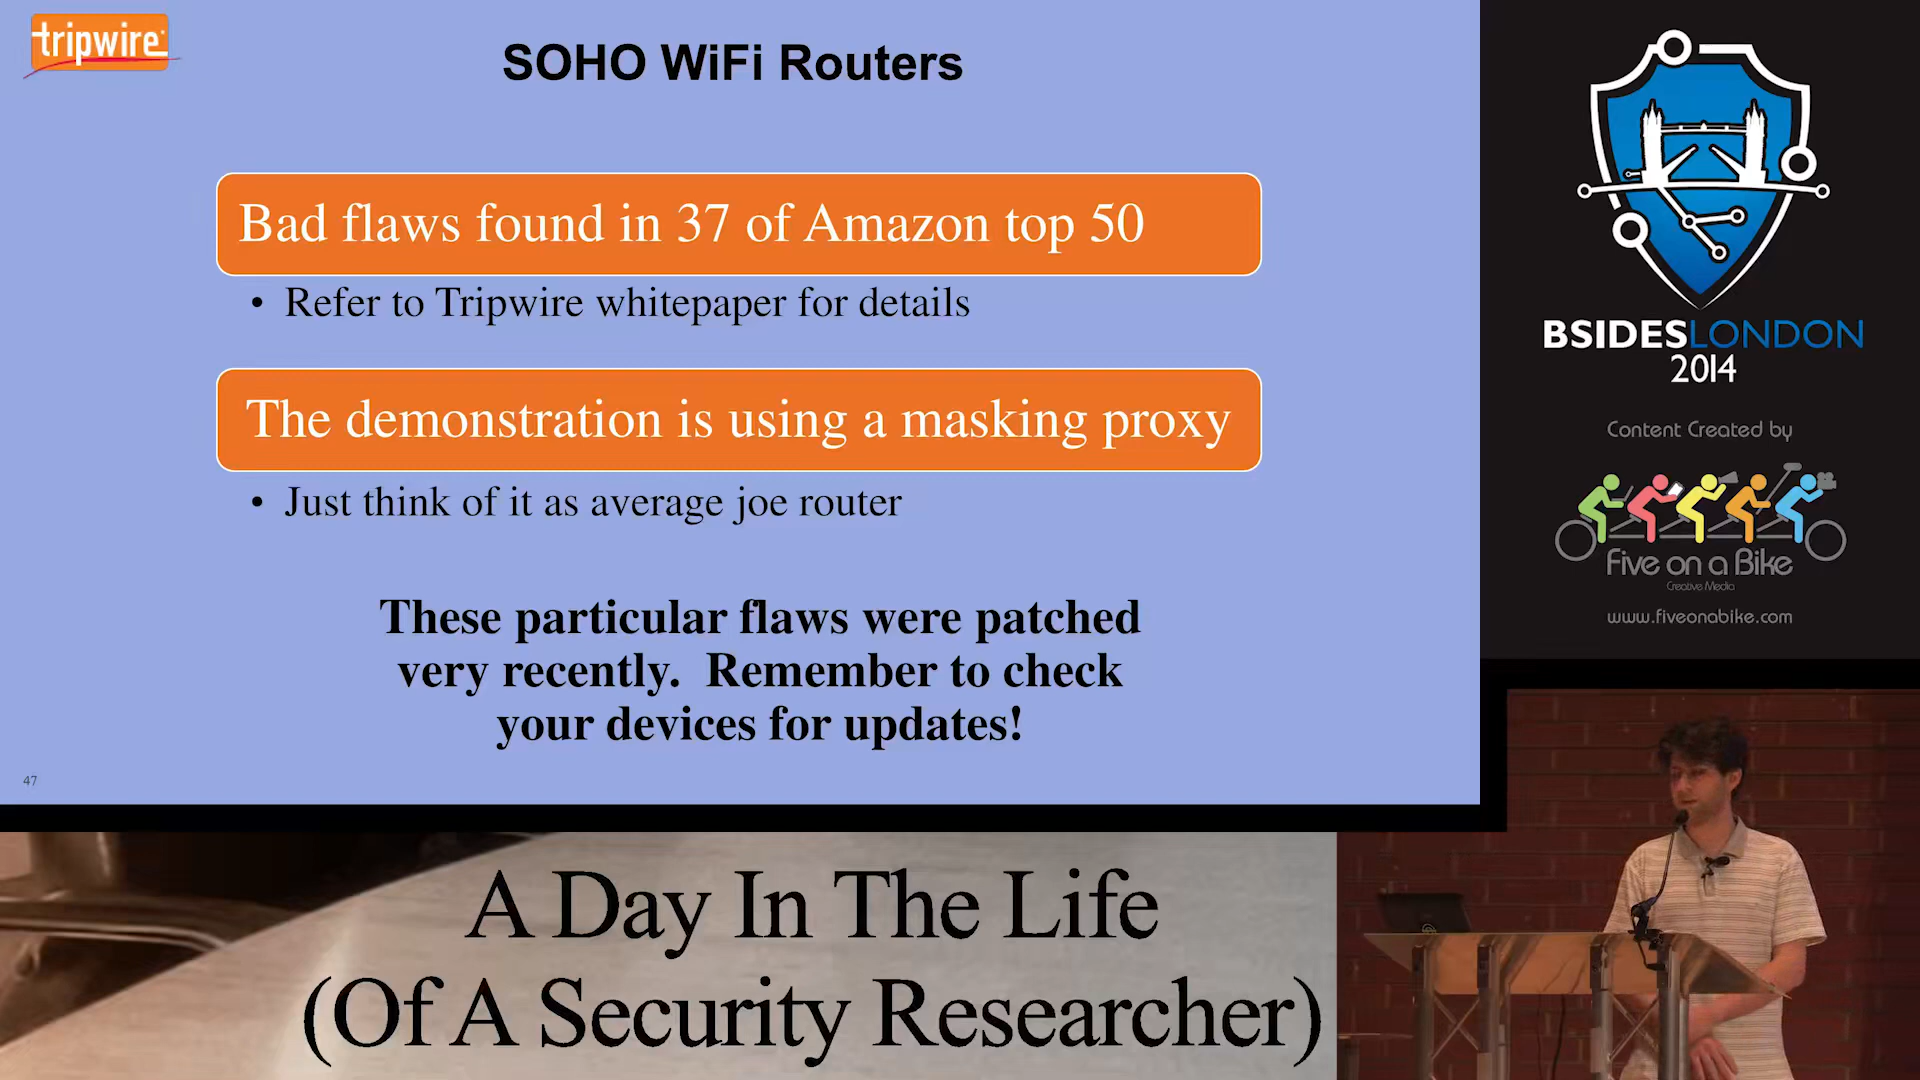 tripwire
SOHO WiFi Routers
Bad flaws found in 37 of Amazon top 50
• Refer to Tripwire whitepaper for details
The demonstration is using a masking proxy
• Just think of it as average joe router
These particular flaws were patched
very recently.  Remember to check
your devices for updates!
47
BSIDESLONDON
2014
Content Created by
Five on a Bike
Creative Media
www.fiveonabike.com
A Day In The Life
(Of A Security Researcher)